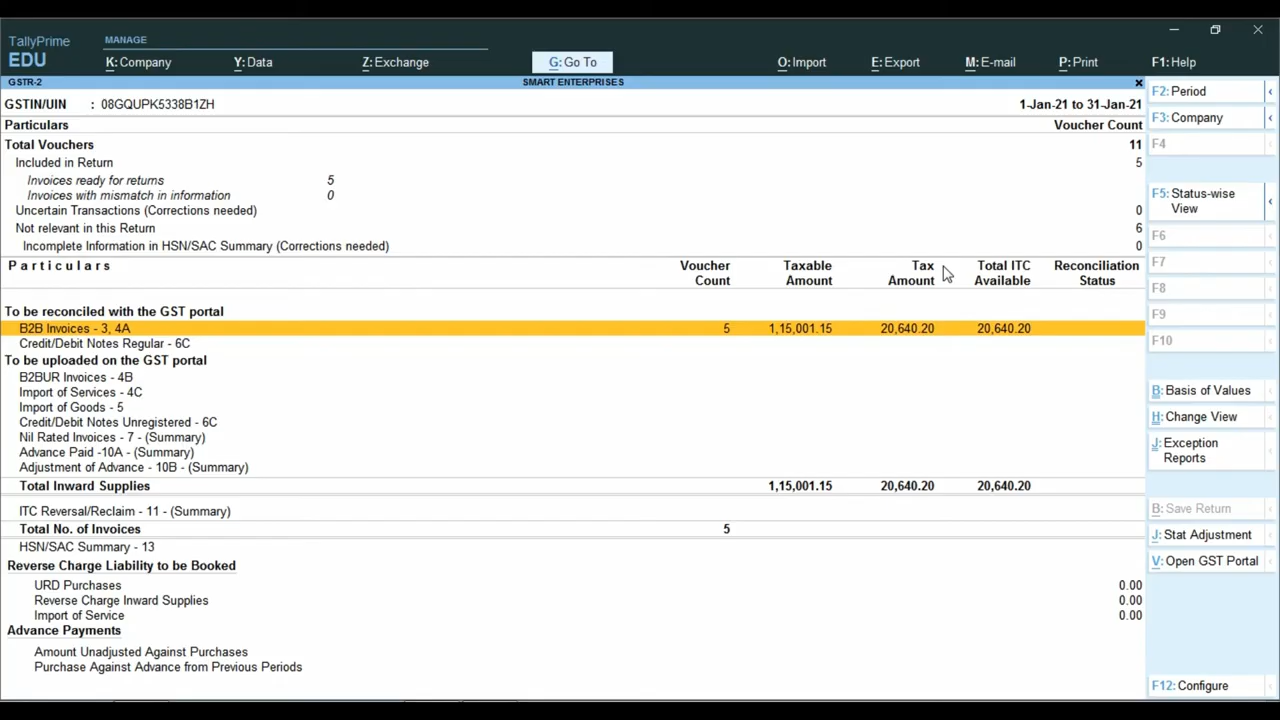 TallyPrime
EDU
MANAGE
K: Company Y: Data Z: Exchange G: Go To O: Import E: Export M: E-mail P: Print F1: Help
GSTR-2 SMART ENTERPRISES
GSTIN/UIN : 08GQUPK5338B1ZH 1-Jan-21 to 31-Jan-21
Particulars Voucher Count
Total Vouchers 11
Included in Return 5
Invoices ready for returns 5
Invoices with mismatch in information 0
Uncertain Transactions (Corrections needed) 0
Not relevant in this Return 6
Incomplete Information in HSN/SAC Summary (Corrections needed) 0
Particulars Voucher Taxable Tax Total ITC Reconciliation
Count Amount Amount Available Status
To be reconciled with the GST portal
B2B Invoices - 3, 4A 5 1,15,001.15 20,640.20 20,640.20
Credit/Debit Notes Regular - 6C
To be uploaded on the GST portal
B2BUR Invoices - 4B
Import of Services - 4C
Import of Goods - 5
Credit/Debit Notes Unregistered - 6C
Nil Rated Invoices - 7 - (Summary)
Advance Paid -10A - (Summary)
Adjustment of Advance - 10B - (Summary)
Total Inward Supplies 1,15,001.15 20,640.20 20,640.20
ITC Reversal/Reclaim - 11 - (Summary)
Total No. of Invoices 5
HSN/SAC Summary - 13
Reverse Charge Liability to be Booked
URD Purchases 0.00
Reverse Charge Inward Supplies 0.00
Import of Service 0.00
Advance Payments
Amount Unadjusted Against Purchases
Purchase Against Advance from Previous Periods
F2: Period
F3: Company
F4
F5: Status-wise
View
F6
F7
F8
F9
F10
B: Basis of Values
H: Change View
J: Exception
Reports
B: Save Return
J: Stat Adjustment
V: Open GST Portal
F12: Configure